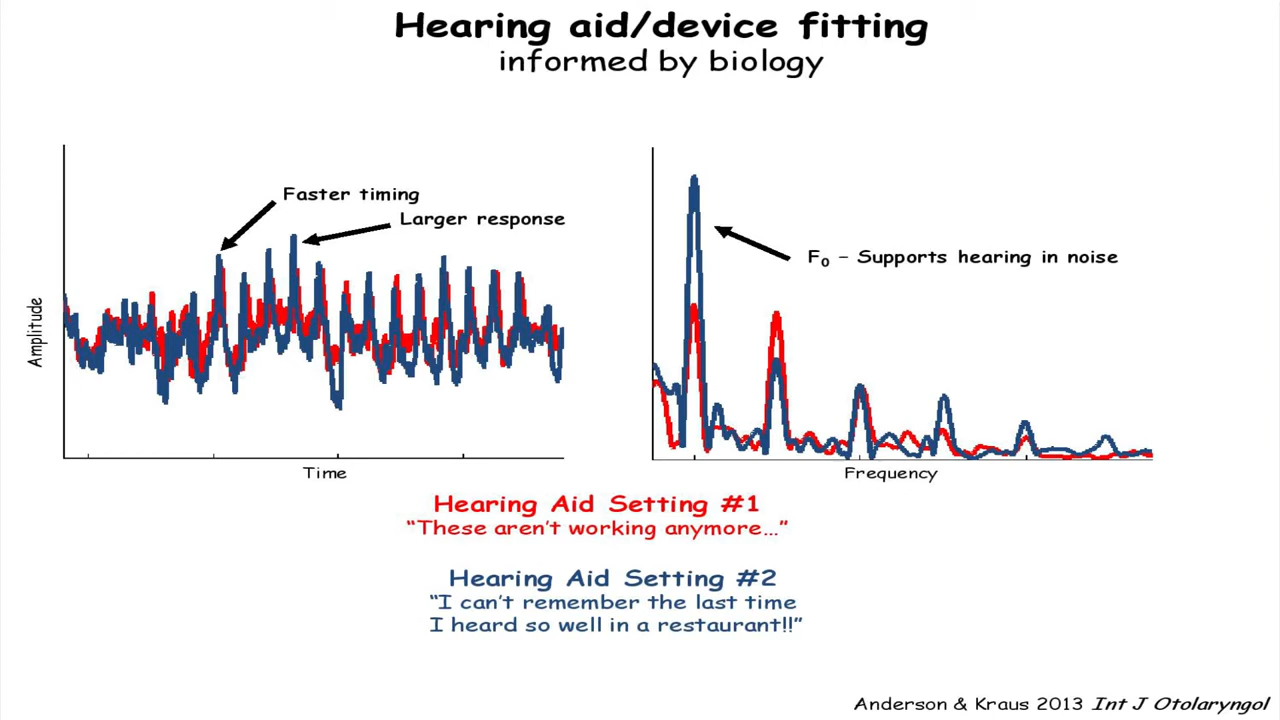 Hearing aid/device fitting
informed by biology
Faster timing
Larger response
Amplitude
Time
F₀ – Supports hearing in noise
Frequency
Hearing Aid Setting #1
“These aren’t working anymore…”
Hearing Aid Setting #2
“I can’t remember the last time
I heard so well in a restaurant!!”
Anderson & Kraus 2013 Int J Otolaryngol